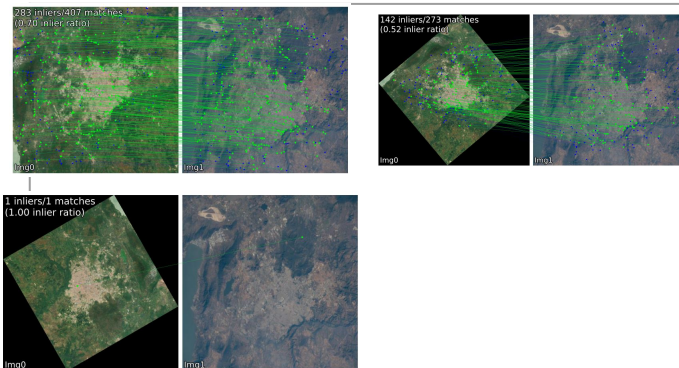 283 inliers/407 matches
(0.70 inlier ratio)
Img0
Img1
142 inliers/273 matches
(0.52 inlier ratio)
Img0
Img1
1 inliers/1 matches
(1.00 inlier ratio)
Img0
Img1